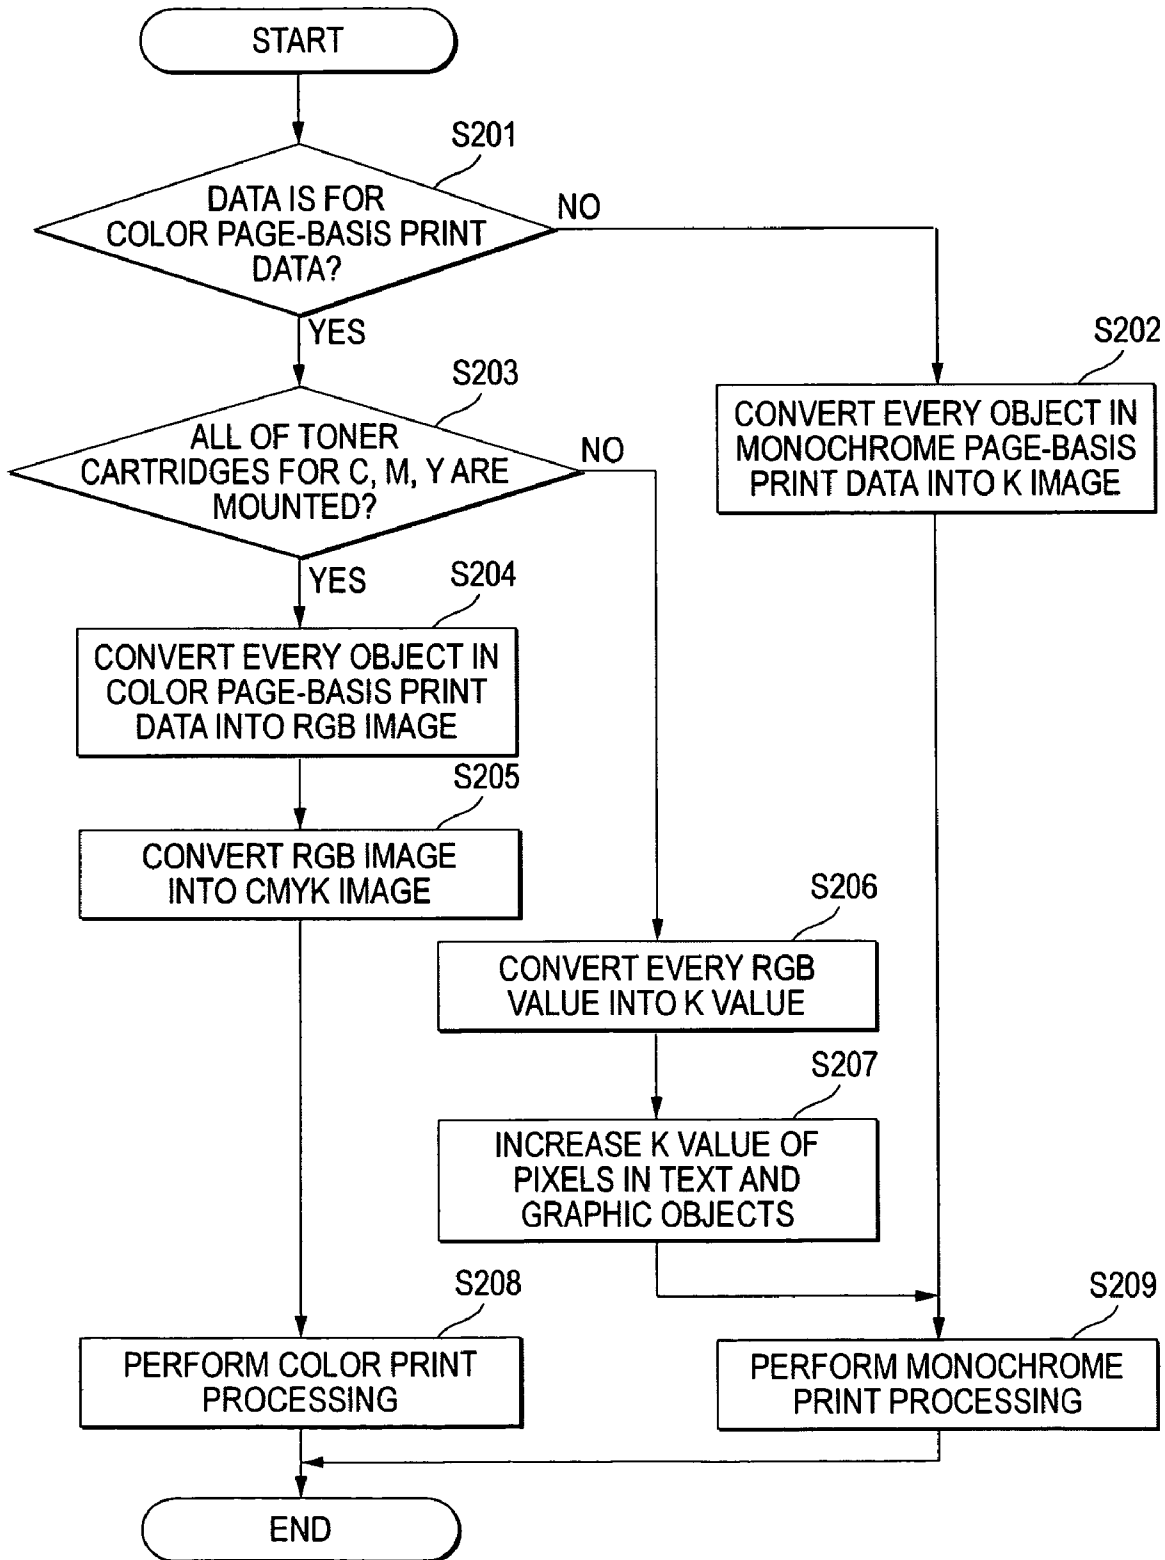 START
S201
DATA IS FOR
COLOR PAGE-BASIS PRINT
DATA?
NO
YES
S202
CONVERT EVERY OBJECT IN
MONOCHROME PAGE-BASIS
PRINT DATA INTO K IMAGE
S203
ALL OF TONER
CARTRIDGES FOR C, M, Y ARE
MOUNTED?
NO
YES
S204
CONVERT EVERY OBJECT IN
COLOR PAGE-BASIS PRINT
DATA INTO RGB IMAGE
S205
CONVERT RGB IMAGE
INTO CMYK IMAGE
S206
CONVERT EVERY RGB
VALUE INTO K VALUE
S207
INCREASE K VALUE OF
PIXELS IN TEXT AND
GRAPHIC OBJECTS
S208
PERFORM COLOR PRINT
PROCESSING
S209
PERFORM MONOCHROME
PRINT PROCESSING
END